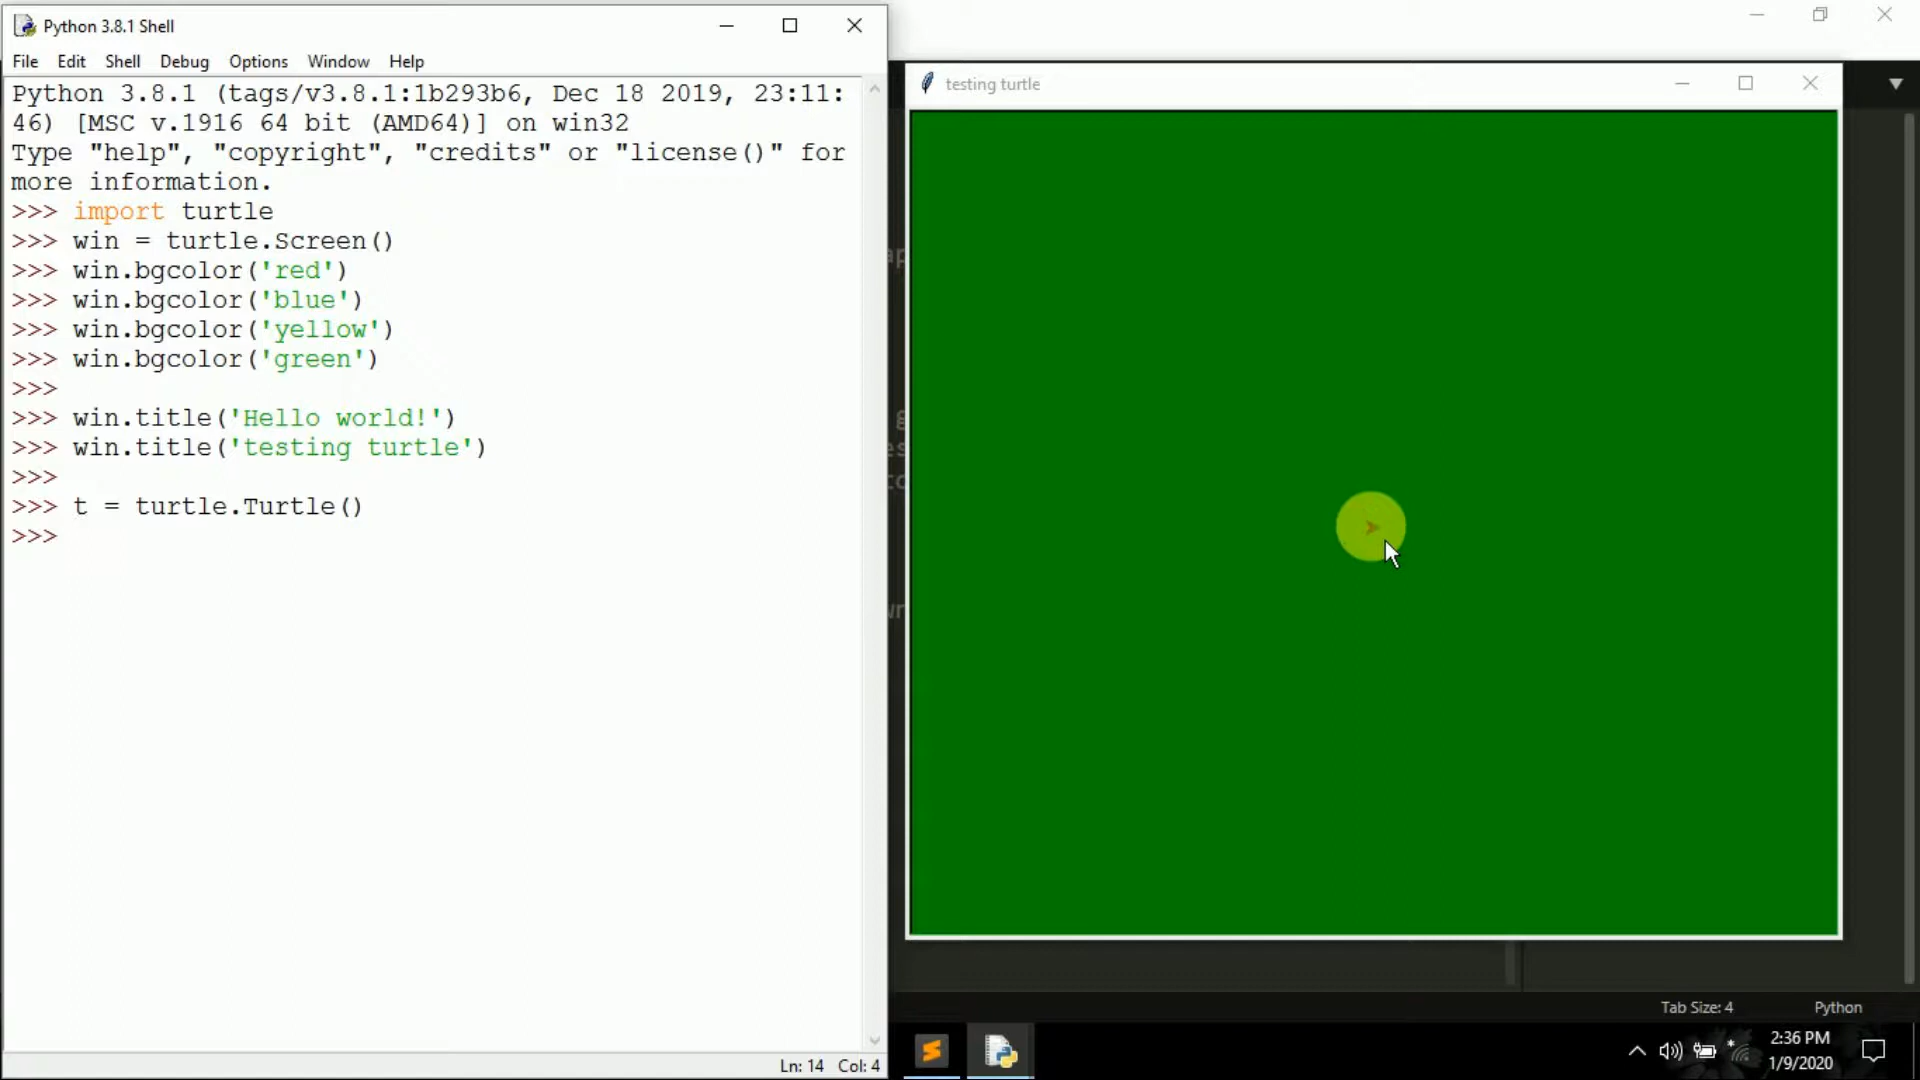 Python 3.8.1 Shell
File Edit Shell Debug Options Window Help
Python 3.8.1 (tags/v3.8.1:1b293b6, Dec 18 2019, 23:11:
46) [MSC v.1916 64 bit (AMD64)] on win32
Type "help", "copyright", "credits" or "license()" for
more information.
>>> import turtle
>>> win = turtle.Screen()
>>> win.bgcolor('red')
>>> win.bgcolor('blue')
>>> win.bgcolor('yellow')
>>> win.bgcolor('green')
>>>
>>> win.title('Hello world!')
>>> win.title('testing turtle')
>>>
>>> t = turtle.Turtle()
>>>
Ln: 14 Col: 4
testing turtle
Tab Size: 4 Python
2:36 PM
1/9/2020